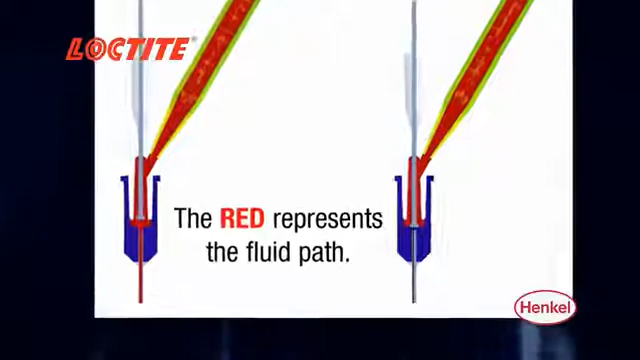 LOCTITE®
The RED represents
the fluid path.
Henkel